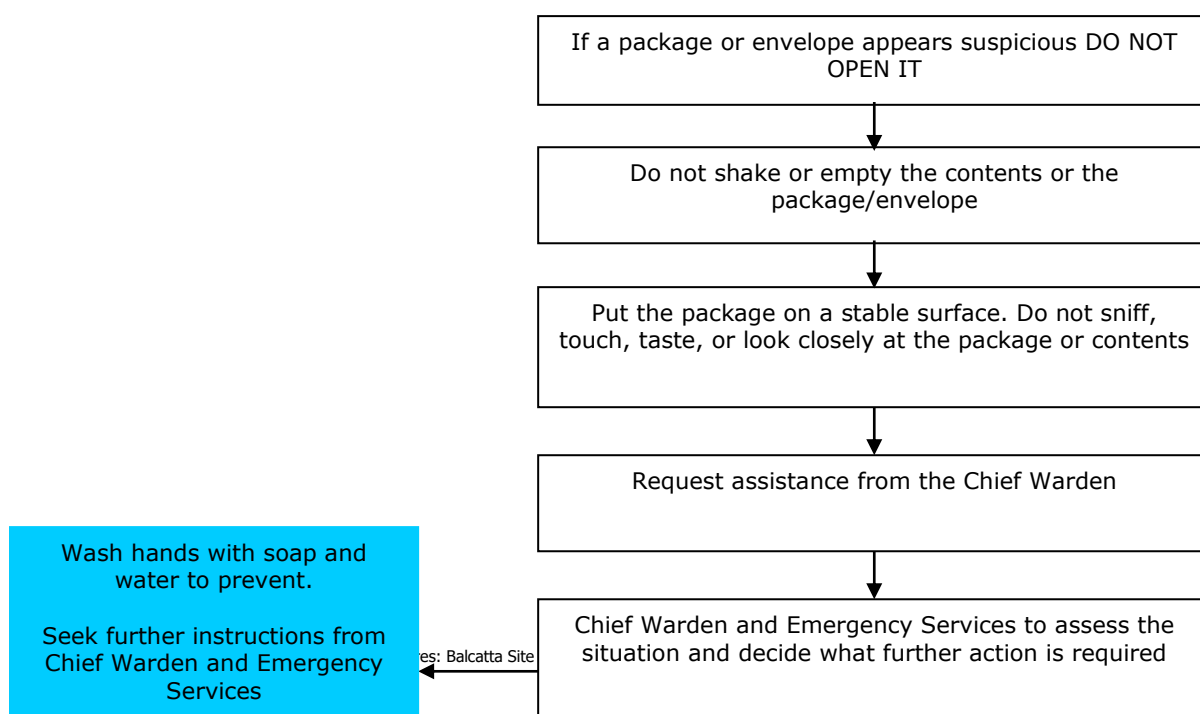 If a package or envelope appears suspicious DO NOT
OPEN IT
Do not shake or empty the contents or the
package/envelope
Put the package on a stable surface. Do not sniff,
touch, taste, or look closely at the package or contents
Request assistance from the Chief Warden
Chief Warden and Emergency Services to assess the
situation and decide what further action is required
Wash hands with soap and
water to prevent.
Seek further instructions from
Chief Warden and Emergency
Services
Balcatta Site